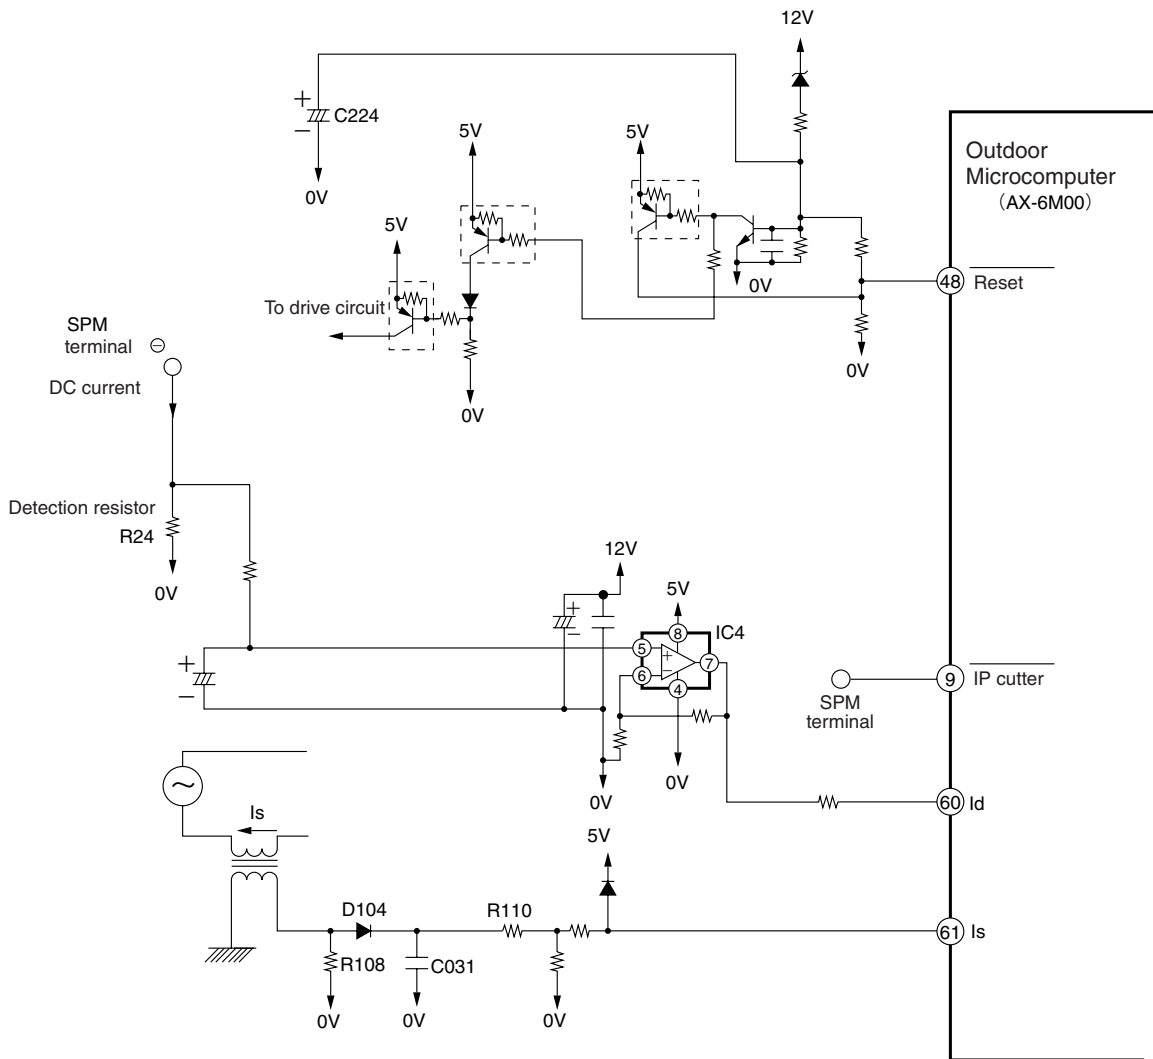 12V
C224
+
−
5V
5V
Outdoor
Microcomputer
（AX-6M00）
0V
5V
0V
48 Reset
To drive circuit
SPM
terminal
⊖
DC current
0V
0V
Detection resistor
R24
12V
0V
5V
+
−
8
IC4
5
+
7
6
−
+
−
4
9 IP cutter
SPM
terminal
0V
0V
60 Id
~
Is
5V
D104
R110
61 Is
R108
C031
0V
0V
0V